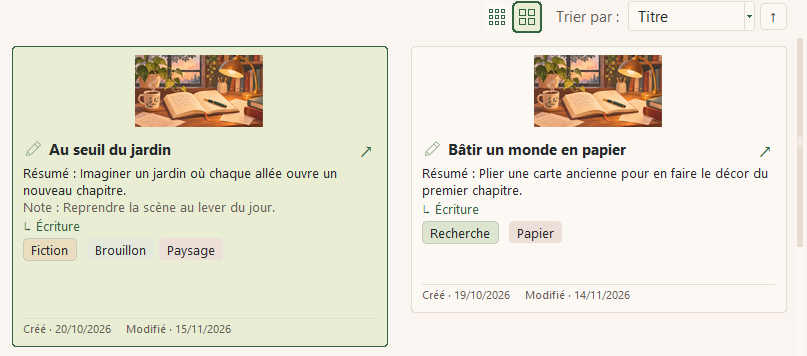 Trier par : Titre ↑
Au seuil du jardin ↗
Résumé : Imaginer un jardin où chaque allée ouvre un
nouveau chapitre.
Note : Reprendre la scène au lever du jour.
↳ Écriture
Fiction Brouillon Paysage
Créé · 20/10/2026 Modifié · 15/11/2026
Bâtir un monde en papier ↗
Résumé : Plier une carte ancienne pour en faire le décor du
premier chapitre.
↳ Écriture
Recherche Papier
Créé · 19/10/2026 Modifié · 14/11/2026